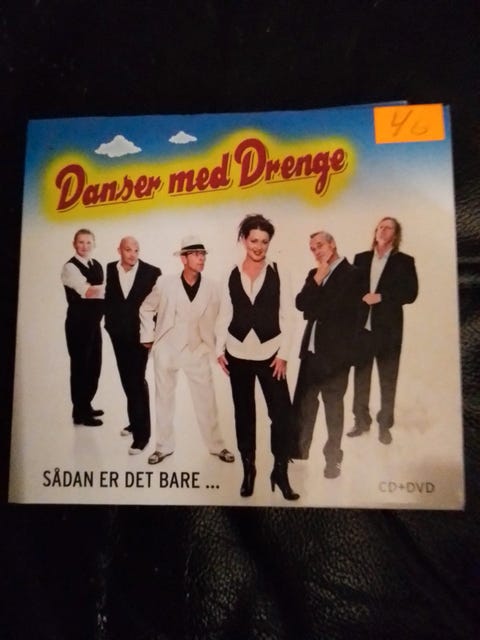 46
Danser med Drenge
SÅDAN ER DET BARE ...
CD+DVD